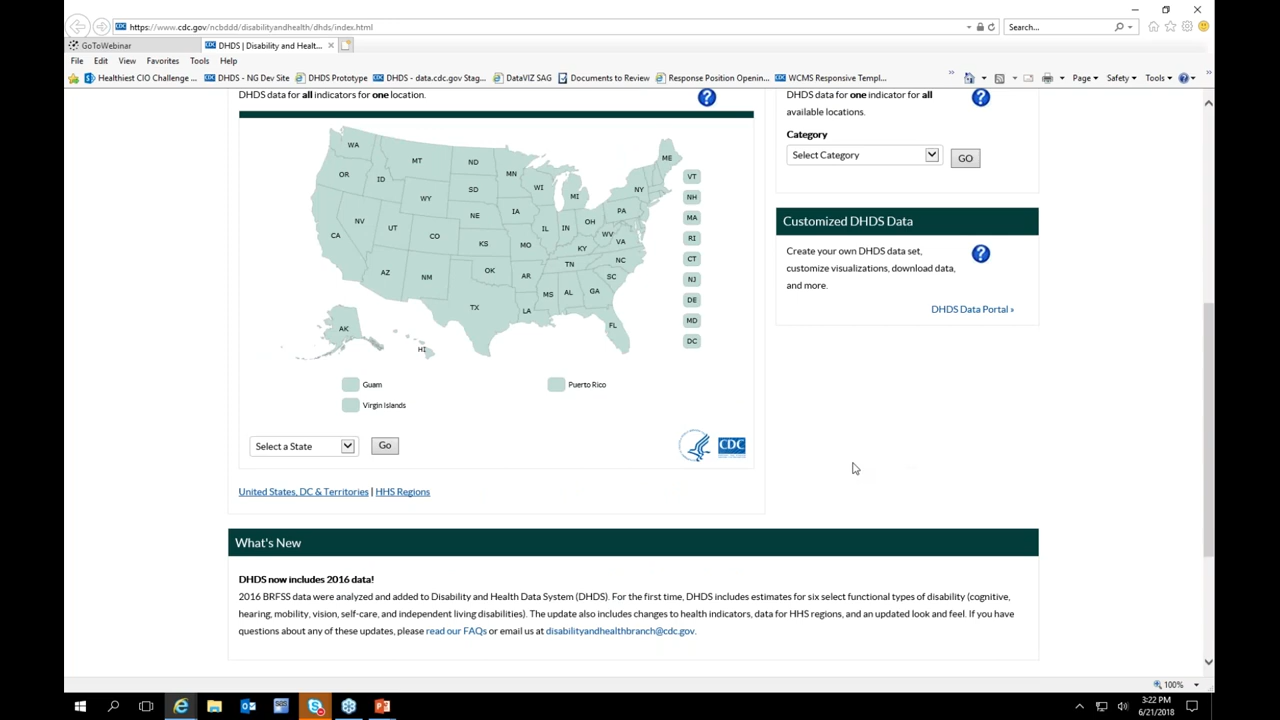 https://www.cdc.gov/ncbddd/disabilityandhealth/dhds/index.html
Search...
GoToWebinar
DHDS | Disability and Healt...
File Edit View Favorites Tools Help
Healthiest CIO Challenge ... DHDS - NG Dev Site DHDS Prototype DHDS - data.cdc.gov Stag... DataVIZ SAG Documents to Review Response Position Openin... WCMS Responsive Templ...
Page Safety Tools
DHDS data for all indicators for one location.
WA
OR
CA
ID
NV
MT
WY
UT
AZ
CO
NM
ND
SD
NE
KS
OK
TX
MN
IA
MO
AR
LA
WI
IL
MI
IN
OH
KY
TN
MS
AL
GA
FL
SC
NC
VA
WV
PA
NY
ME
AK
HI
VT
NH
MA
RI
CT
NJ
DE
MD
DC
Guam
Puerto Rico
Virgin Islands
Select a State
Go
CDC
United States, DC & Territories | HHS Regions
DHDS data for one indicator for all
available locations.
Category
Select Category
GO
Customized DHDS Data
Create your own DHDS data set,
customize visualizations, download data,
and more.
DHDS Data Portal »
What's New
DHDS now includes 2016 data!
2016 BRFSS data were analyzed and added to Disability and Health Data System (DHDS). For the first time, DHDS includes estimates for six select functional types of disability (cognitive,
hearing, mobility, vision, self-care, and independent living disabilities). The update also includes changes to health indicators, data for HHS regions, and an updated look and feel. If you have
questions about any of these updates, please read our FAQs or email us at disabilityandhealthbranch@cdc.gov.
100%
3:22 PM
6/21/2018